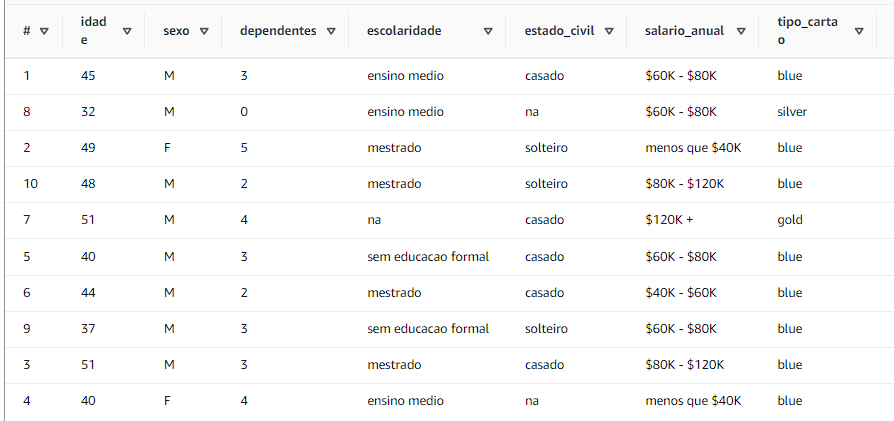 # idade sexo dependentes escolaridade estado_civil salario_anual tipo_cartao
1 45 M 3 ensino medio casado $60K - $80K blue
8 32 M 0 ensino medio na $60K - $80K silver
2 49 F 5 mestrado solteiro menos que $40K blue
10 48 M 2 mestrado solteiro $80K - $120K blue
7 51 M 4 na casado $120K + gold
5 40 M 3 sem educacao formal casado $60K - $80K blue
6 44 M 2 mestrado casado $40K - $60K blue
9 37 M 3 sem educacao formal solteiro $60K - $80K blue
3 51 M 3 mestrado casado $80K - $120K blue
4 40 F 4 ensino medio na menos que $40K blue